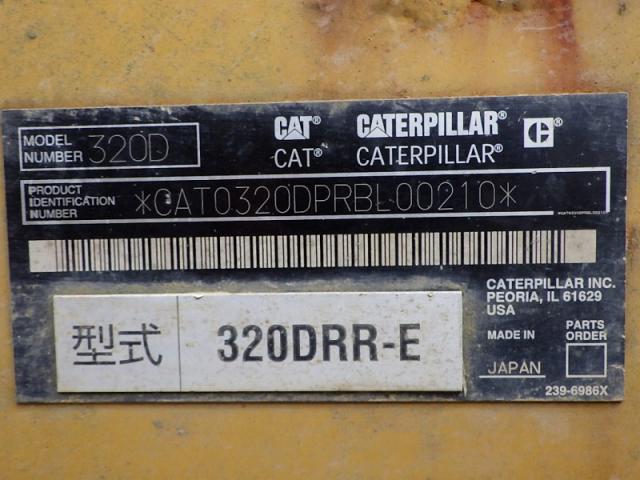 MODEL NUMBER 320D
CAT® CATERPILLAR® C®
CAT® CATERPILLAR®
PRODUCT IDENTIFICATION NUMBER *CAT0320DPRBL00210*
CATERPILLAR INC.
PEORIA, IL 61629
USA
型式 320DRR-E
MADE IN
JAPAN
PARTS ORDER
239-6986X